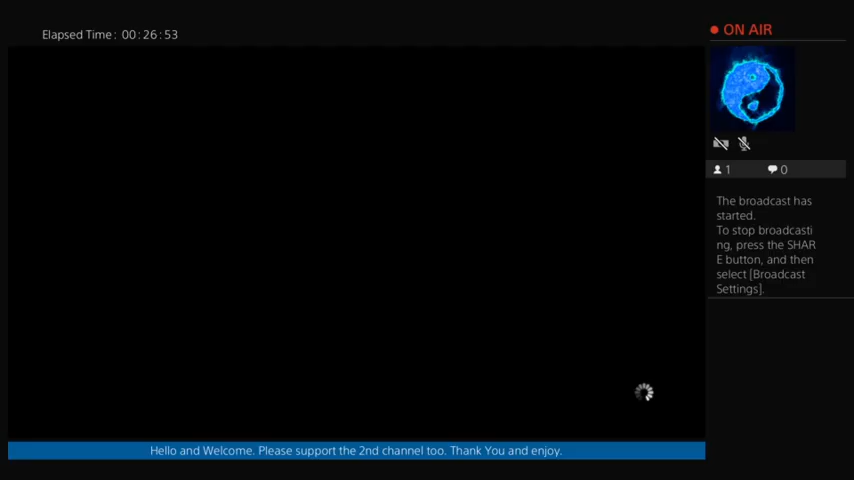 Elapsed Time: 00:26:53
ON AIR
1 0
The broadcast has
started.
To stop broadcasti
ng, press the SHAR
E button, and then
select [Broadcast
Settings].
Hello and Welcome. Please support the 2nd channel too. Thank You and enjoy.